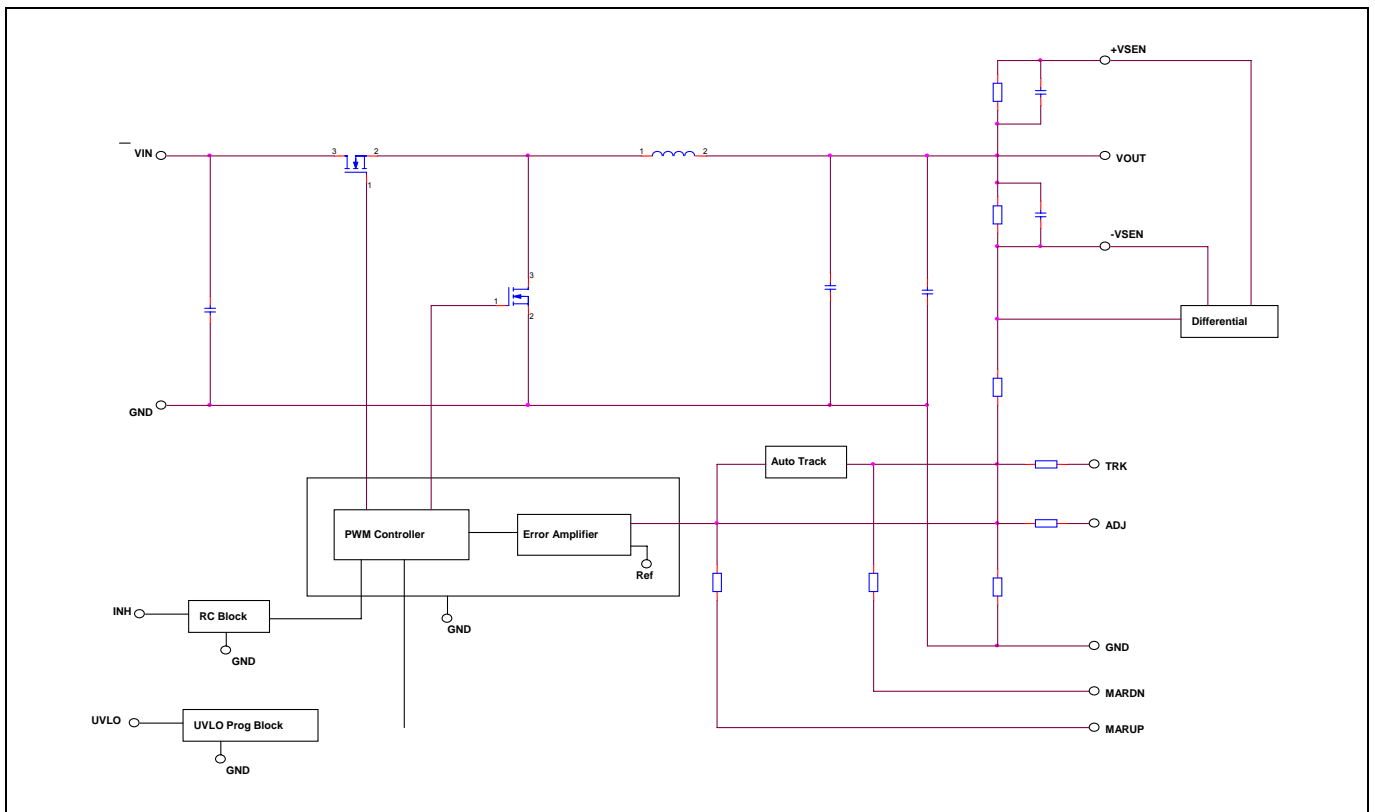 +VSEN
VIN
3
2
1
1
2
VOUT
-VSEN
3
1
2
Differential
GND
Auto Track
TRK
PWM Controller
Error Amplifier
ADJ
Ref
INH
RC Block
GND
GND
GND
MARDN
UVLO
UVLO Prog Block
MARUP
GND